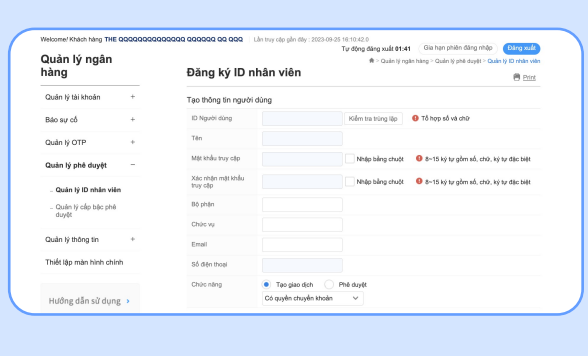 Welcome! Khách hàng THE QQQQQQQQQQQQQQ QQQQQQ QQ QQQ | Lần truy cập gần đây : 2023-09-25 16:10:42.0
Tự động đăng xuất 01:41 Gia hạn phiên đăng nhập Đăng xuất
> Quản lý ngân hàng > Quản lý phê duyệt > Quản lý ID nhân viên
Quản lý ngân
hàng
Đăng ký ID nhân viên
Print
Quản lý tài khoản +
Báo sự cố +
Quản lý OTP +
Quản lý phê duyệt −
- Quản lý ID nhân viên
- Quản lý cấp bậc phê
duyệt
Quản lý thông tin +
Thiết lập màn hình chính
Hướng dẫn sử dụng >
Tạo thông tin người dùng
ID Người dùng Kiểm tra trùng lặp Tổ hợp số và chữ
Tên
Mật khẩu truy cập Nhập bằng chuột 8~15 ký tự gồm số, chữ, ký tự đặc biệt
Xác nhận mật khẩu
truy cập Nhập bằng chuột 8~15 ký tự gồm số, chữ, ký tự đặc biệt
Bộ phận
Chức vụ
Email
Số điện thoại
Chức năng Tạo giao dịch Phê duyệt
Có quyền chuyển khoản